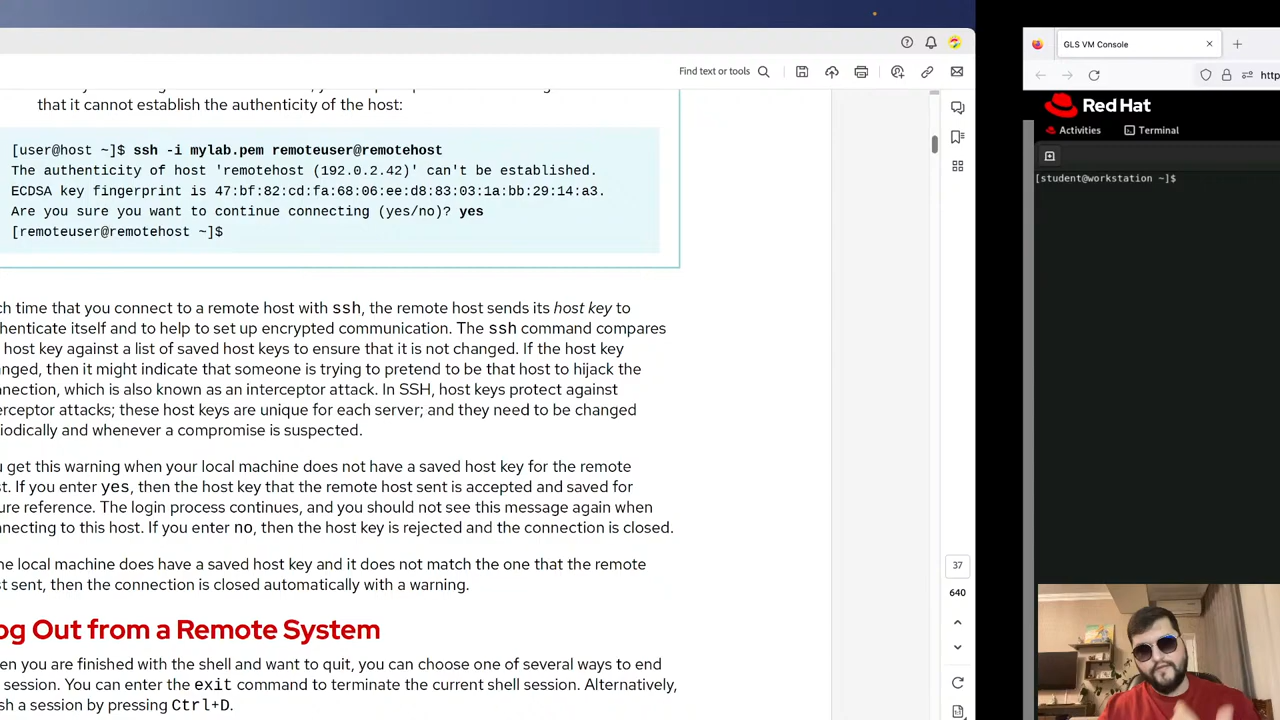 GLS VM Console
Find text or tools
http
Red Hat
Activities
Terminal
[student@workstation ~]$
that it cannot establish the authenticity of the host:
[user@host ~]$ ssh -i mylab.pem remoteuser@remotehost
The authenticity of host 'remotehost (192.0.2.42)' can't be established.
ECDSA key fingerprint is 47:bf:82:cd:fa:68:06:ee:d8:83:03:1a:bb:29:14:a3.
Are you sure you want to continue connecting (yes/no)? yes
[remoteuser@remotehost ~]$
ch time that you connect to a remote host with ssh, the remote host sends its host key to
thenticate itself and to help to set up encrypted communication. The ssh command compares
host key against a list of saved host keys to ensure that it is not changed. If the host key
anged, then it might indicate that someone is trying to pretend to be that host to hijack the
nnection, which is also known as an interceptor attack. In SSH, host keys protect against
erceptor attacks; these host keys are unique for each server; and they need to be changed
iodically and whenever a compromise is suspected.
u get this warning when your local machine does not have a saved host key for the remote
st. If you enter yes, then the host key that the remote host sent is accepted and saved for
ure reference. The login process continues, and you should not see this message again when
nnecting to this host. If you enter no, then the host key is rejected and the connection is closed.
he local machine does have a saved host key and it does not match the one that the remote
st sent, then the connection is closed automatically with a warning.
37
640
og Out from a Remote System
en you are finished with the shell and want to quit, you can choose one of several ways to end
session. You can enter the exit command to terminate the current shell session. Alternatively,
sh a session by pressing Ctrl+D.